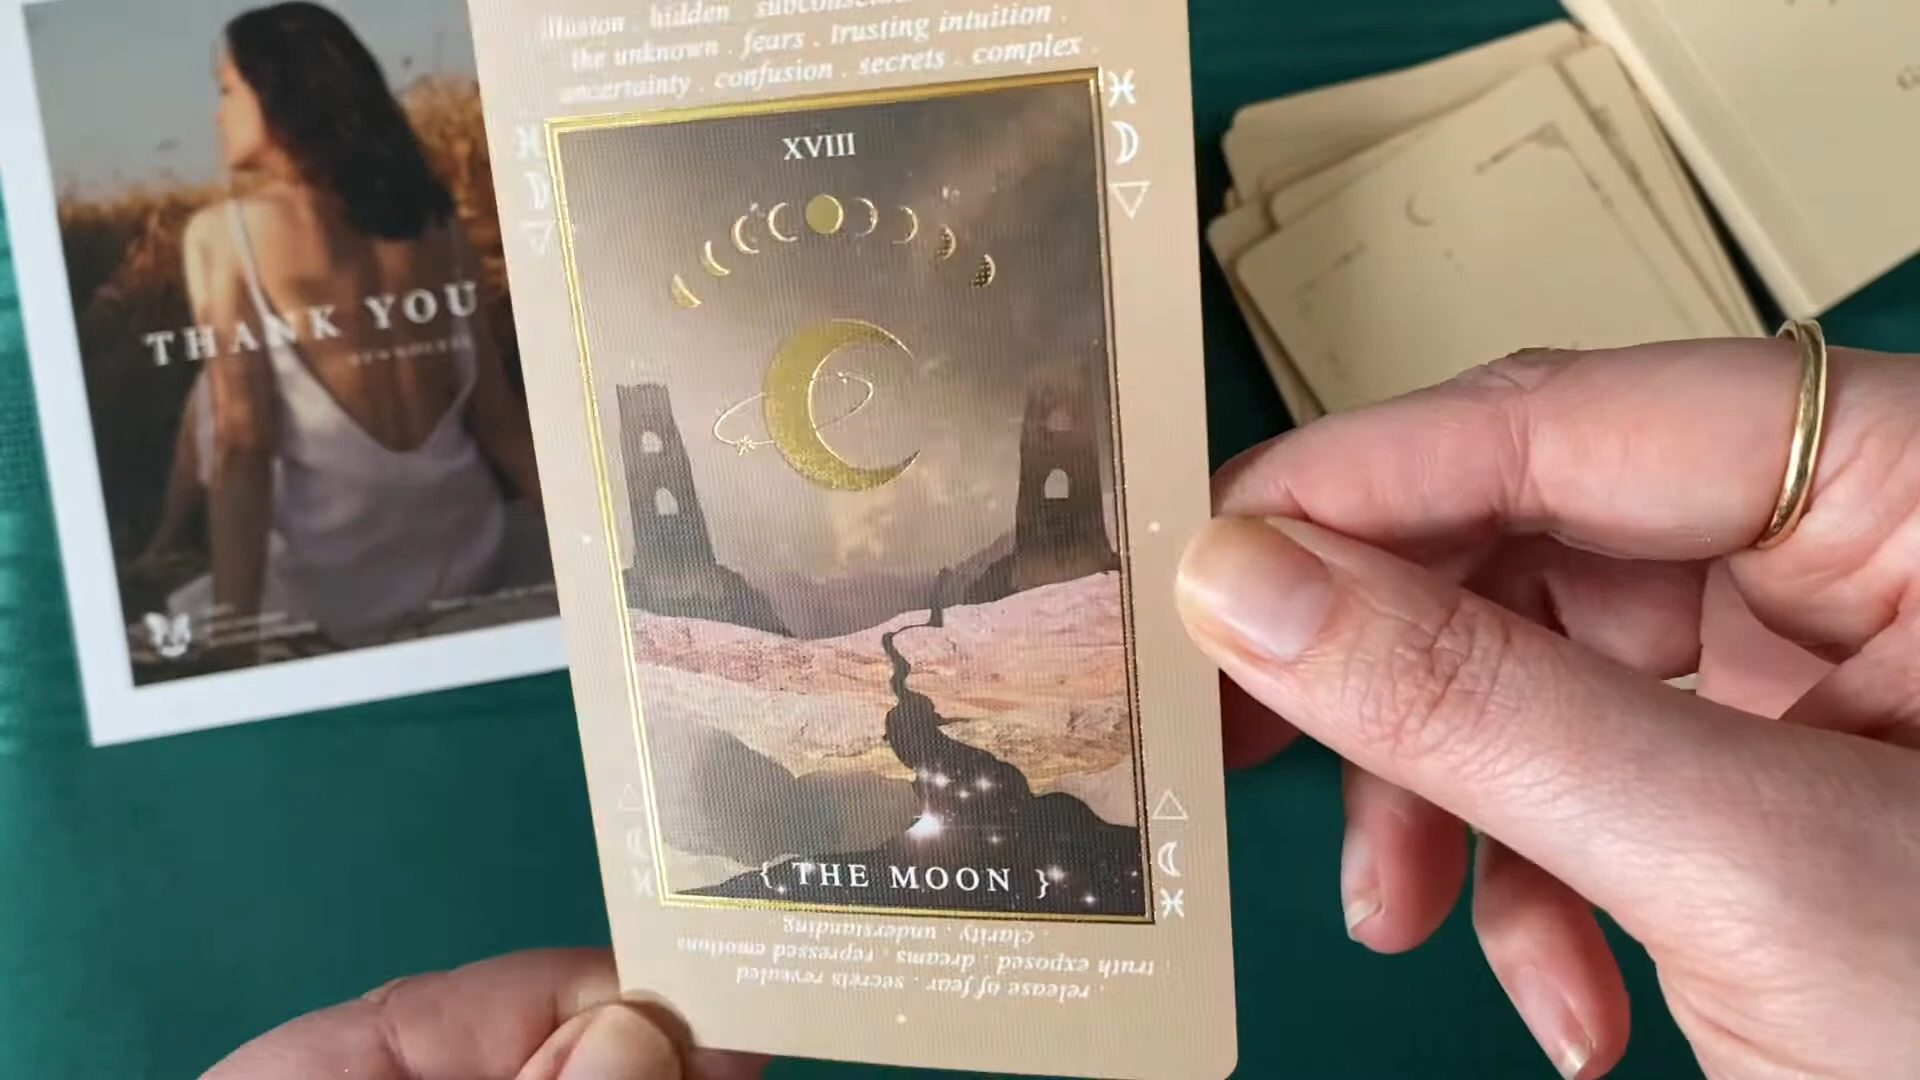 illusion . hidden . subconscious
the unknown . fears . trusting intuition .
uncertainty . confusion . secrets . complex .
XVIII
{ THE MOON }
. release of fear . secrets revealed
. truth exposed . dreams . repressed emotions
. clarity . understanding .
THANK YOU